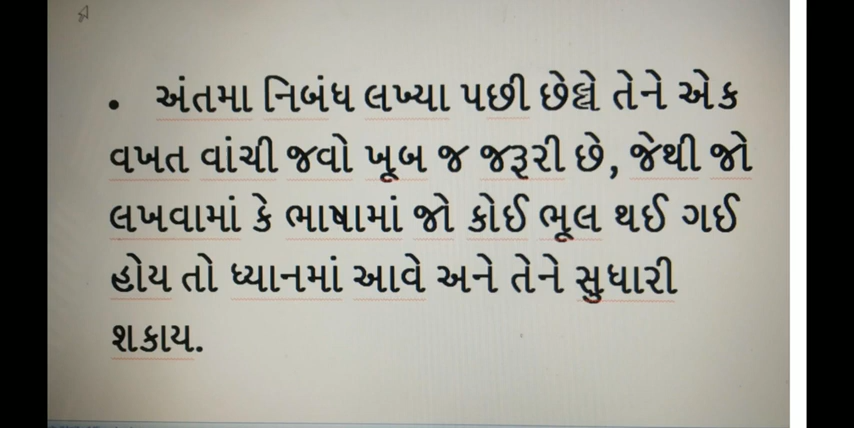 • અંતમા નિબંધ લખ્યા પછી છેલ્લે તેને એક
વખત વાંચી જવો ખૂબ જ જરૂરી છે, જેથી જો
લખવામાં કે ભાષામાં જો કોઈ ભૂલ થઈ ગઈ
હોય તો ધ્યાનમાં આવે અને તેને સુધારી
શકાય.